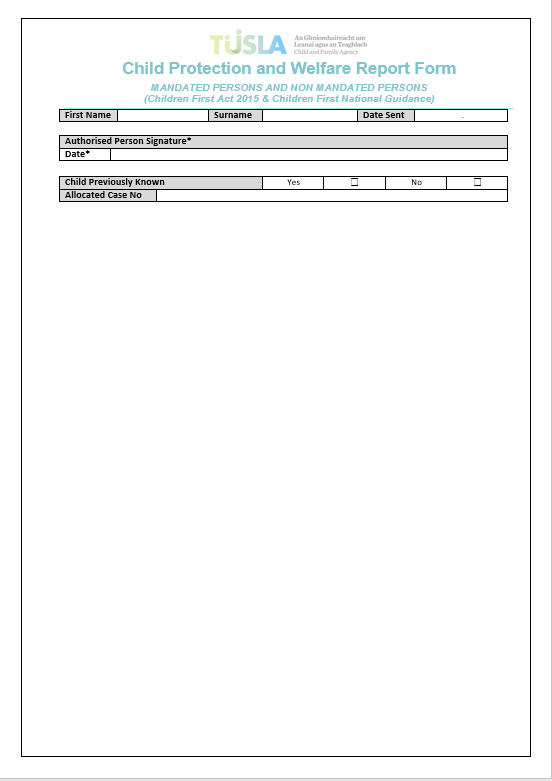 TUSLA
An Ghníomhaireacht um
Leanaí agus an Teaghlach
Child and Family Agency
Child Protection and Welfare Report Form
MANDATED PERSONS AND NON MANDATED PERSONS
(Children First Act 2015 & Children First National Guidance)
First Name Surname Date Sent .
Authorised Person Signature*
Date*
Child Previously Known Yes ☐ No ☐
Allocated Case No